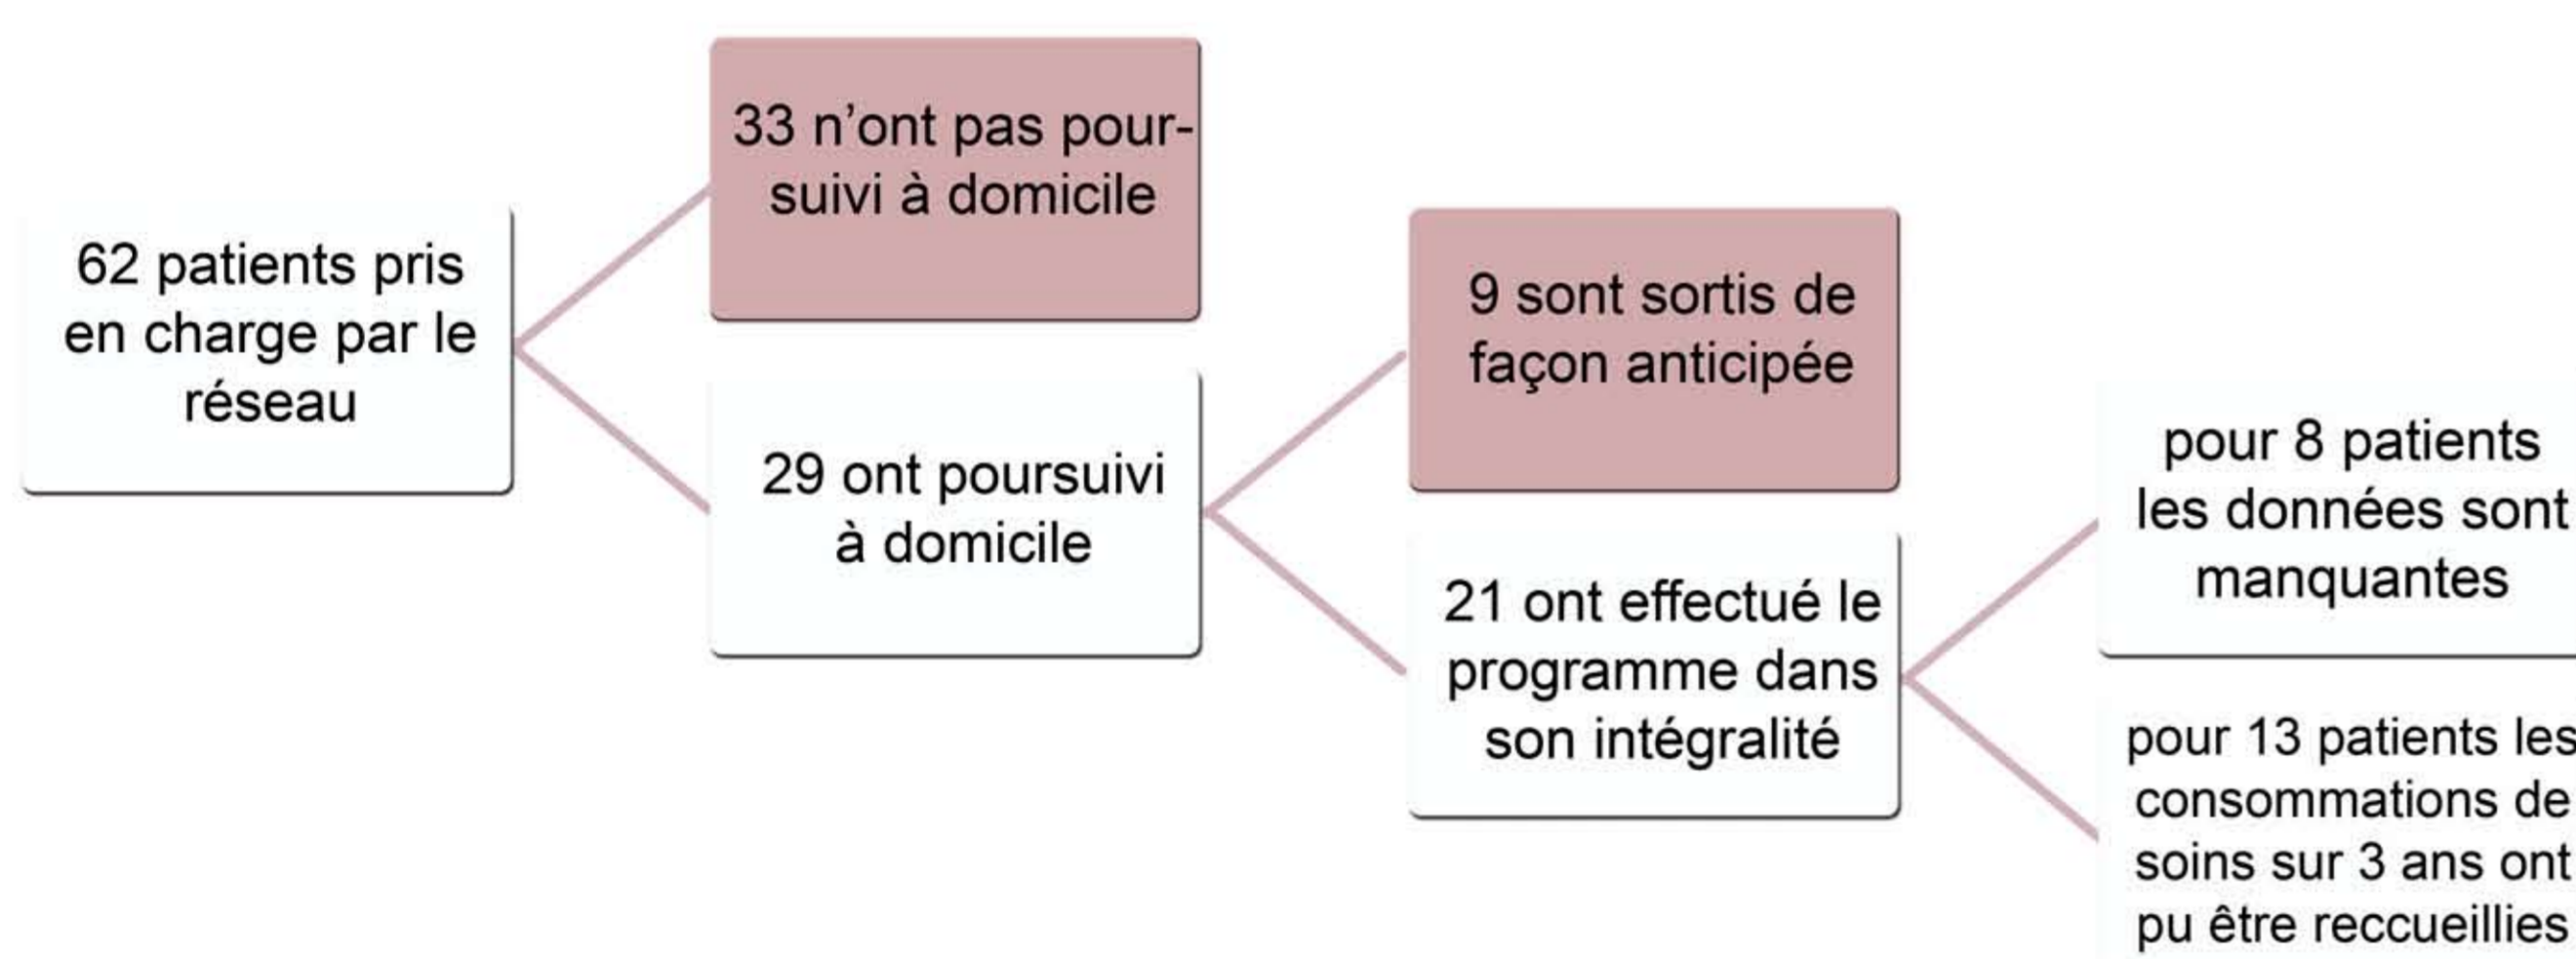 62 patients pris
en charge par le
réseau
33 n’ont pas pour-
suivi à domicile
29 ont poursuivi
à domicile
9 sont sortis de
façon anticipée
21 ont effectué le
programme dans
son intégralité
pour 8 patients
les données sont
manquantes
pour 13 patients les
consommations de
soins sur 3 ans ont
pu être reccueillies